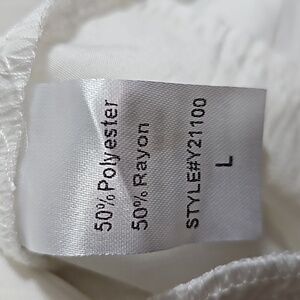 50% Polyester
50% Rayon
STYLE#Y21100
L